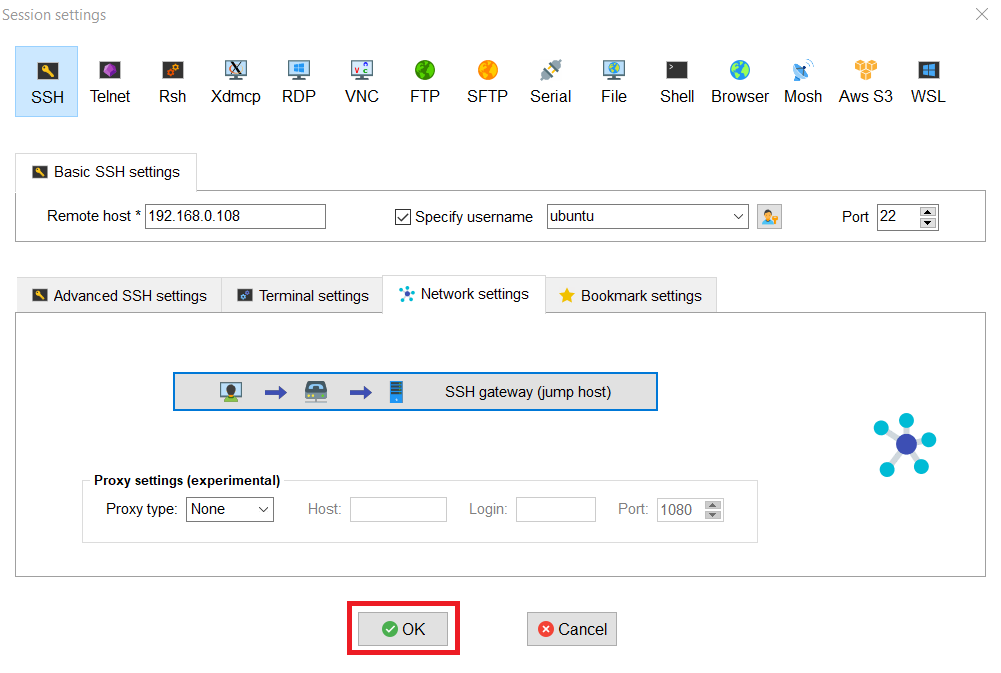 Session settings
SSH Telnet Rsh Xdmcp RDP VNC FTP SFTP Serial File Shell Browser Mosh Aws S3 WSL
Basic SSH settings
Remote host * 192.168.0.108 Specify username ubuntu Port 22
Advanced SSH settings Terminal settings Network settings Bookmark settings
SSH gateway (jump host)
Proxy settings (experimental)
Proxy type: None Host: Login: Port: 1080
OK Cancel